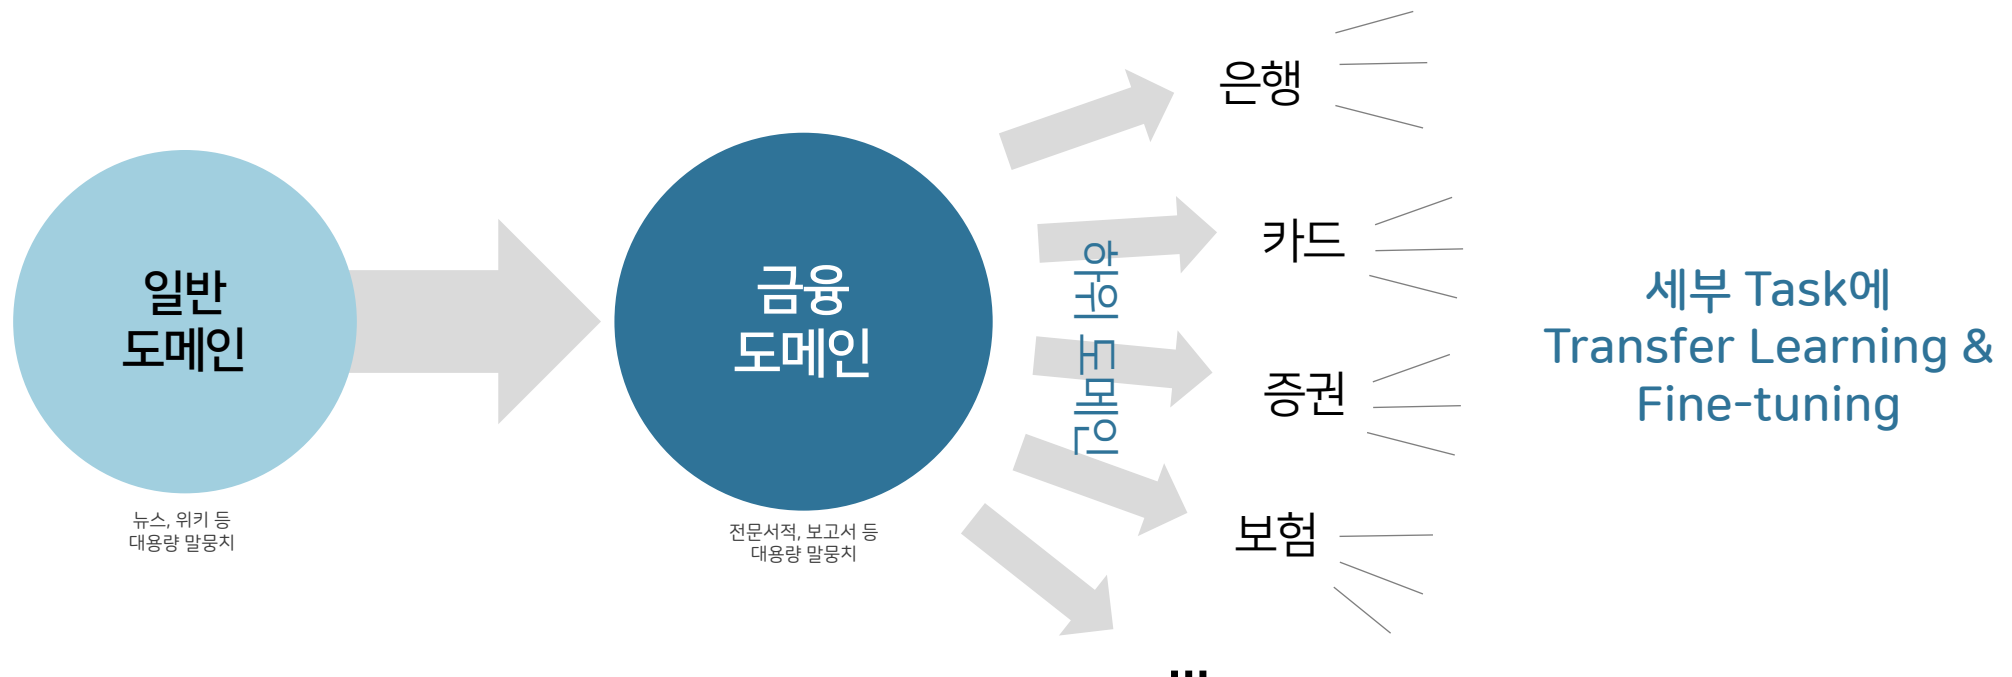 일반
도메인
뉴스, 위키 등
대용량 말뭉치
금융
도메인
전문서적, 보고서 등
대용량 말뭉치
하위 도메인
은행
카드
증권
보험
...
세부 Task에
Transfer Learning &
Fine-tuning